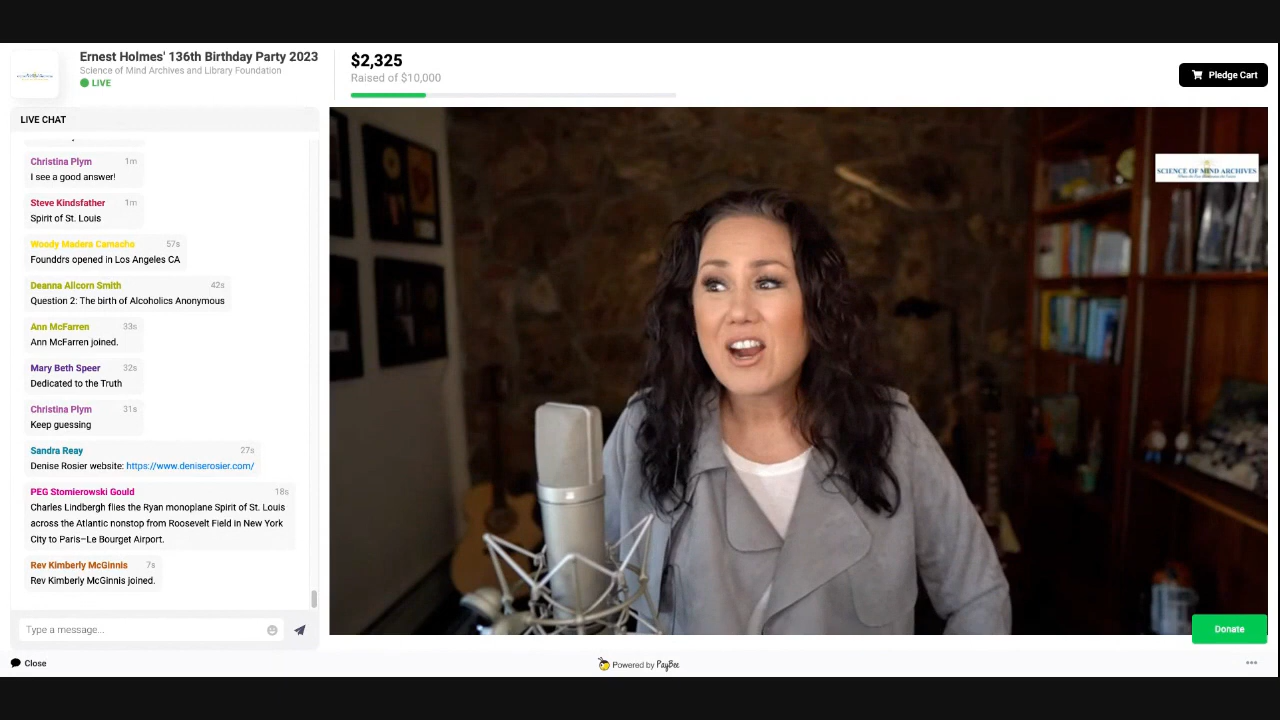 Ernest Holmes' 136th Birthday Party 2023
Science of Mind Archives and Library Foundation
LIVE
$2,325
Raised of $10,000
Pledge Cart
LIVE CHAT
Christina Plym 1m
I see a good answer!
Steve Kindsfather 1m
Spirit of St. Louis
Woody Madera Camacho 57s
Founddrs opened in Los Angeles CA
Deanna Alicorn Smith 42s
Question 2: The birth of Alcoholics Anonymous
Ann McFarren 33s
Ann McFarren joined.
Mary Beth Speer 32s
Dedicated to the Truth
Christina Plym 31s
Keep guessing
Sandra Reay 27s
Denise Rosier website: https://www.deniserosier.com/
PEG Stomierowski Gould 18s
Charles Lindbergh flies the Ryan monoplane Spirit of St. Louis
across the Atlantic nonstop from Roosevelt Field in New York
City to Paris–Le Bourget Airport.
Rev Kimberly McGinnis 7s
Rev Kimberly McGinnis joined.
Type a message...
Close
SCIENCE OF MIND ARCHIVES
Donate
Powered by PayBee